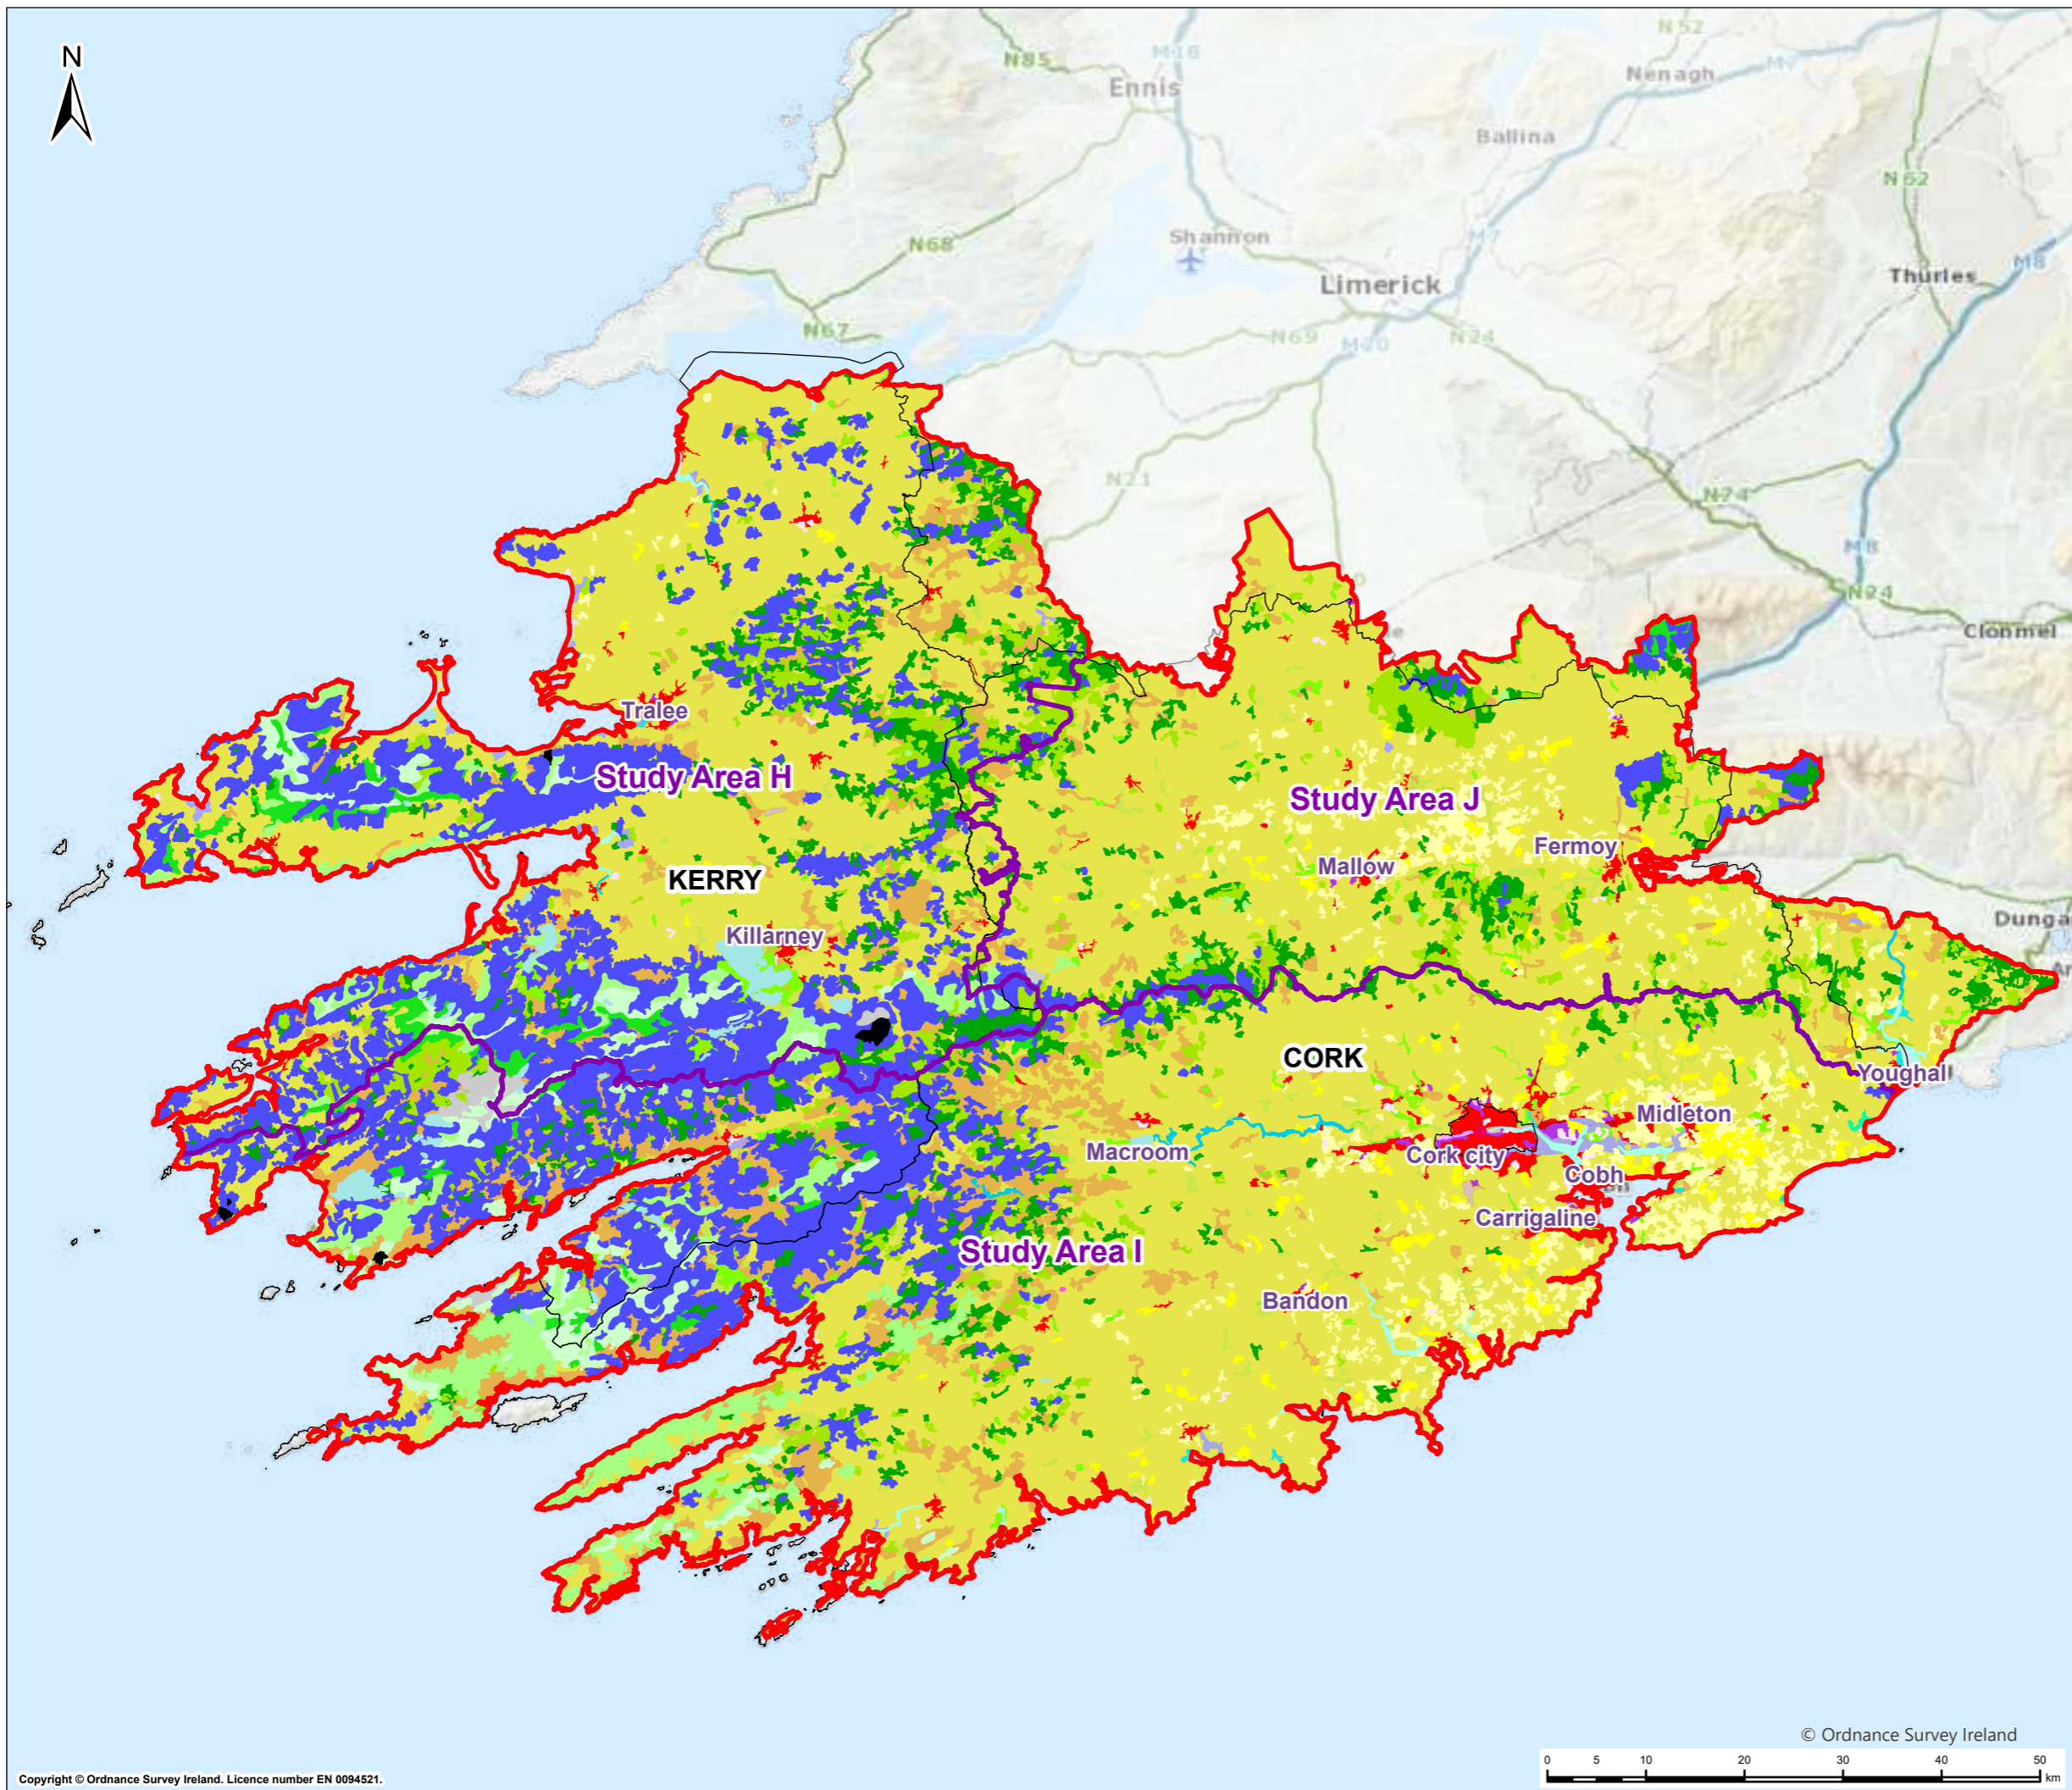 N
N85
M18
Ennis
N52
Nenagh
M7
Ballina
N62
N68
Shannon
Limerick
M7
Thurles
M8
N67
N69
M20
N24
N21
N74
M8
N24
Clonmel
Tralee
Study Area H
Study Area J
Fermoy
Mallow
KERRY
Killarney
Dunga
CORK
Youghal
Midleton
Macroom
Cork city
Cobh
Carrigaline
Study Area I
Bandon
© Ordnance Survey Ireland
0 5 10 20 30 40 50
km
Copyright © Ordnance Survey Ireland. Licence number EN 0094521.